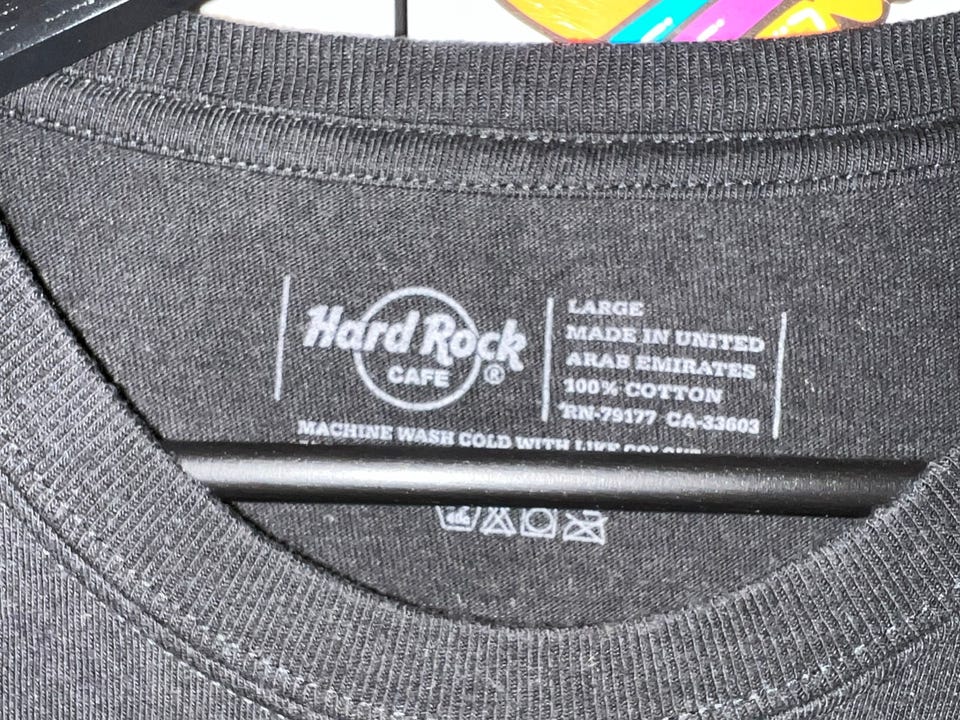 Hard Rock
CAFE
®
LARGE
MADE IN UNITED
ARAB EMIRATES
100% COTTON
RN-79177 CA-33603
MACHINE WASH COLD WITH LIKE